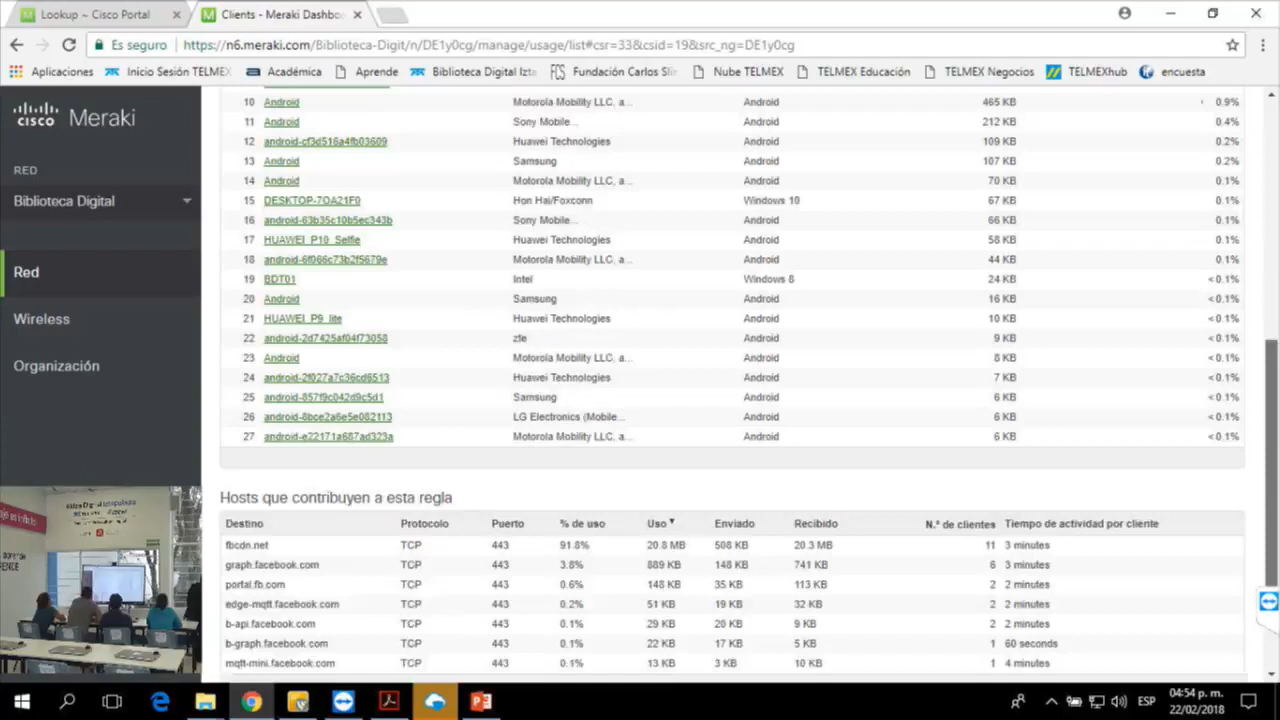 Lookup ~ Cisco Portal
Clients - Meraki Dashbo
Es seguro https://n6.meraki.com/Biblioteca-Digit/n/DE1y0cg/manage/usage/list#csr=33&csid=19&src_ng=DE1y0cg
Aplicaciones Inicio Sesión TELMEX Académica Aprende Biblioteca Digital Izta Fundación Carlos Slim Nube TELMEX TELMEX Educación TELMEX Negocios TELMEXhub encuesta
CISCO Meraki
RED
Biblioteca Digital
Red
Wireless
Organización
10 Android Motorola Mobility LLC, a... Android 465 KB 0.9%
11 Android Sony Mobile... Android 212 KB 0.4%
12 android-cf3d516a4fb03609 Huawei Technologies Android 109 KB 0.2%
13 Android Samsung Android 107 KB 0.2%
14 Android Motorola Mobility LLC, a... Android 70 KB 0.1%
15 DESKTOP-7OA21F0 Hon Hai/Foxconn Windows 10 67 KB 0.1%
16 android-63b35c10b5ec343b Sony Mobile... Android 66 KB 0.1%
17 HUAWEI_P10_Selfie Huawei Technologies Android 58 KB 0.1%
18 android-6f066c73b2f5679e Motorola Mobility LLC, a... Android 44 KB 0.1%
19 BDT01 Intel Windows 8 24 KB <0.1%
20 Android Samsung Android 16 KB <0.1%
21 HUAWEI_P9_lite Huawei Technologies Android 10 KB <0.1%
22 android-2d7425af04f73058 zte Android 9 KB <0.1%
23 Android Motorola Mobility LLC, a... Android 8 KB <0.1%
24 android-2f027a7c36cd6513 Huawei Technologies Android 7 KB <0.1%
25 android-857f9c042d9c5d1 Samsung Android 6 KB <0.1%
26 android-8bce2a6e5e082113 LG Electronics (Mobile... Android 6 KB <0.1%
27 android-e22171a687ad323a Motorola Mobility LLC, a... Android 6 KB <0.1%
Hosts que contribuyen a esta regla
Destino Protocolo Puerto % de uso Uso Enviado Recibido N.° de clientes Tiempo de actividad por cliente
fbcdn.net TCP 443 91.8% 20.8 MB 508 KB 20.3 MB 11 3 minutes
graph.facebook.com TCP 443 3.8% 889 KB 148 KB 741 KB 6 3 minutes
portal.fb.com TCP 443 0.6% 148 KB 35 KB 113 KB 2 2 minutes
edge-mqtt.facebook.com TCP 443 0.2% 51 KB 19 KB 32 KB 2 2 minutes
b-api.facebook.com TCP 443 0.1% 29 KB 20 KB 9 KB 2 2 minutes
b-graph.facebook.com TCP 443 0.1% 22 KB 17 KB 5 KB 1 60 seconds
mqtt-mini.facebook.com TCP 443 0.1% 13 KB 3 KB 10 KB 1 4 minutes
ESP
04:54 p. m.
22/02/2018